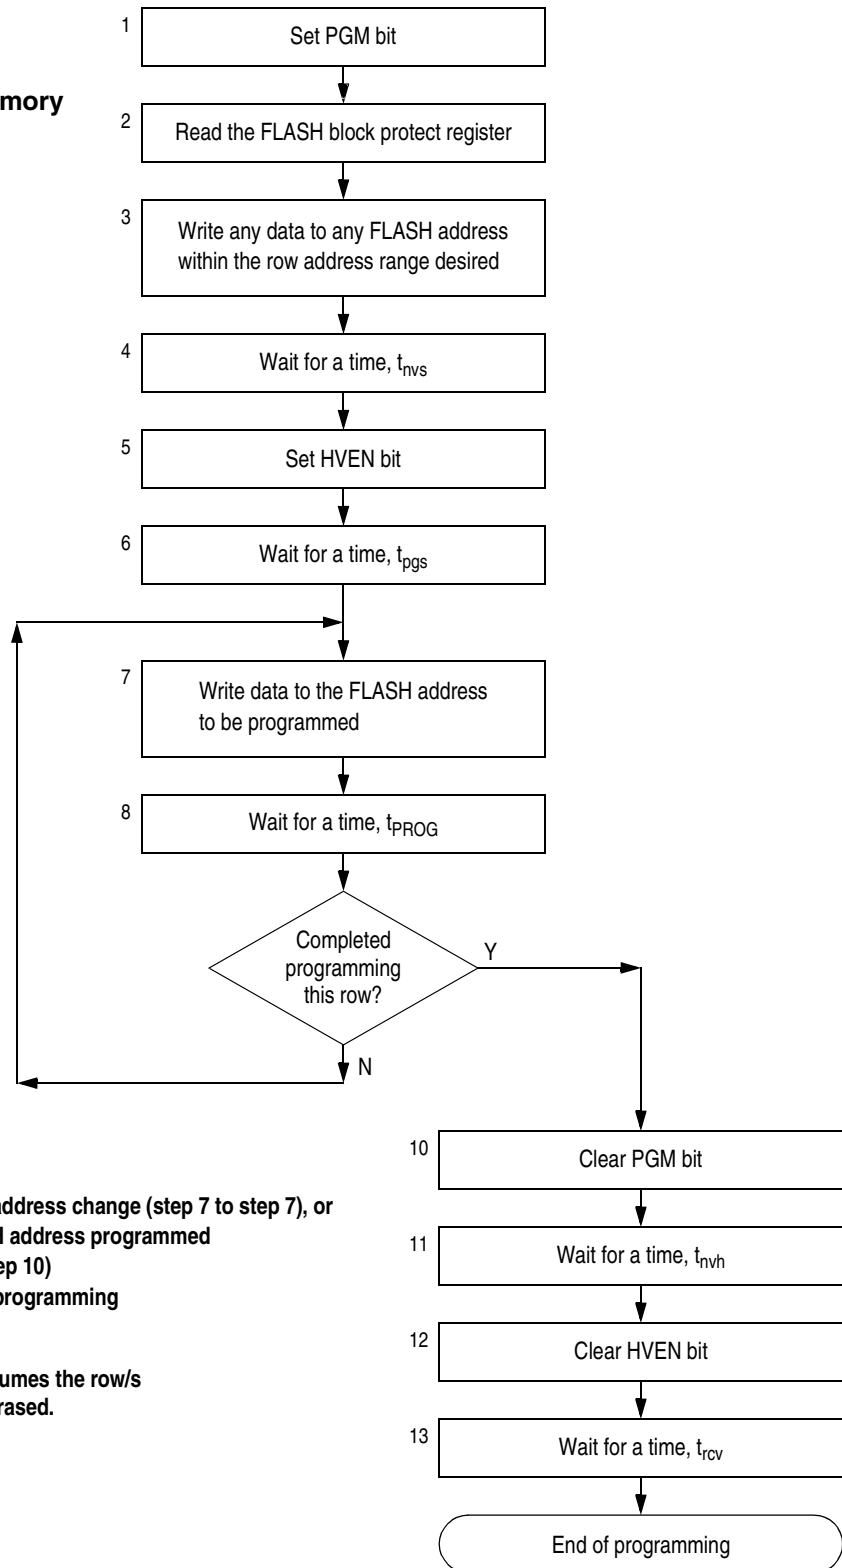 1
Set PGM bit
mory
2
Read the FLASH block protect register
3
Write any data to any FLASH address
within the row address range desired
4
Wait for a time, tnvs
5
Set HVEN bit
6
Wait for a time, tpgs
7
Write data to the FLASH address
to be programmed
8
Wait for a time, tPROG
Completed
programming
this row?
Y
N
10
Clear PGM bit
address change (step 7 to step 7), or
address programmed
11
Wait for a time, tnvh
ep 10)
programming
12
Clear HVEN bit
umes the row/s
rased.
13
Wait for a time, trcv
End of programming